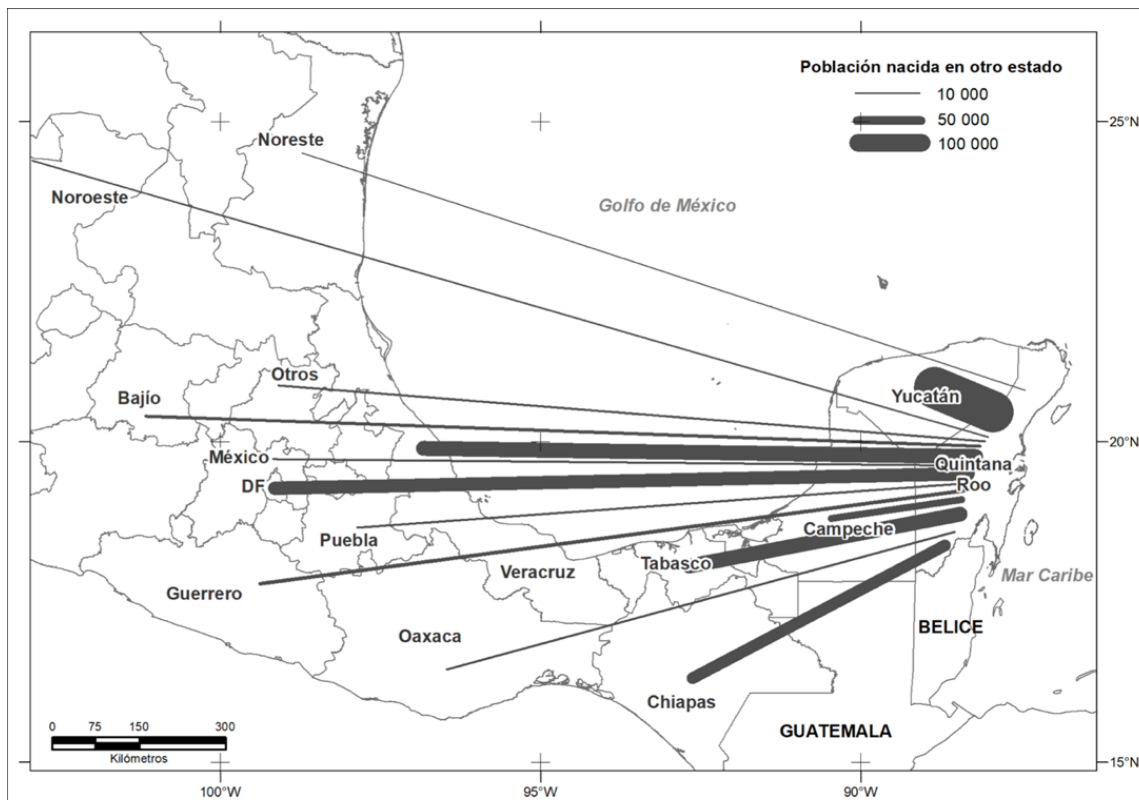 Población nacida en otro estado
10 000
50 000
100 000
25°N
Noreste
Noroeste
Golfo de México
Otros
Bajío
Yucatán
20°N
México
Quintana
Roo
DF
Campeche
Puebla
Tabasco
Veracruz
Mar Caribe
Guerrero
BELICE
Oaxaca
Chiapas
GUATEMALA
0 75 150 300
Kilómetros
15°N
100°W 95°W 90°W